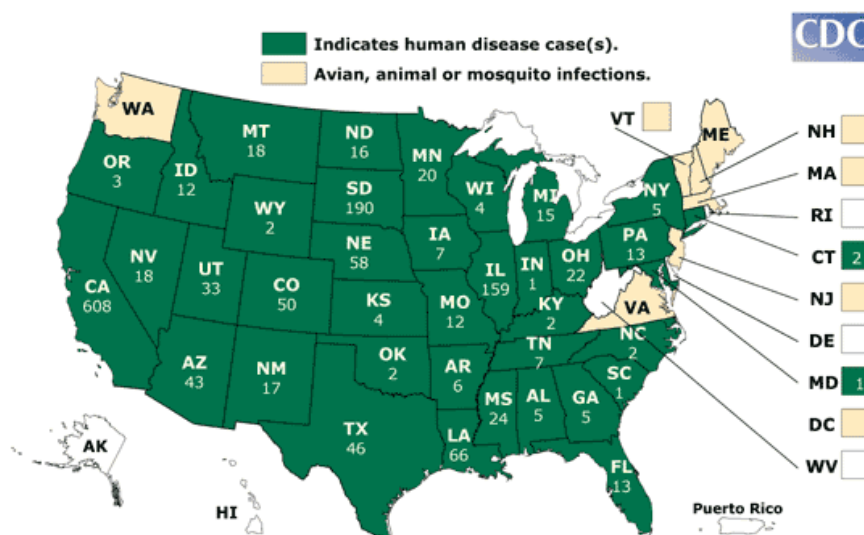 Indicates human disease case(s).
CDC
Avian, animal or mosquito infections.
WA
VT
ME
NH
MT
18
ND
16
MN
20
OR
3
ID
12
MA
SD
190
WI
4
MI
15
NY
5
RI
WY
2
IA
7
PA
13
CT 2
NE
58
NV
18
UT
33
CO
50
IL
159
IN
1
OH
22
CA
608
NJ
KS
4
MO
12
KY
2
VA
DE
NC
2
TN
7
OK
2
AZ
43
NM
17
AR
6
SC
1
MD 1
MS
24
AL
5
GA
5
DC
TX
46
LA
66
AK
WV
FL
13
HI
Puerto Rico